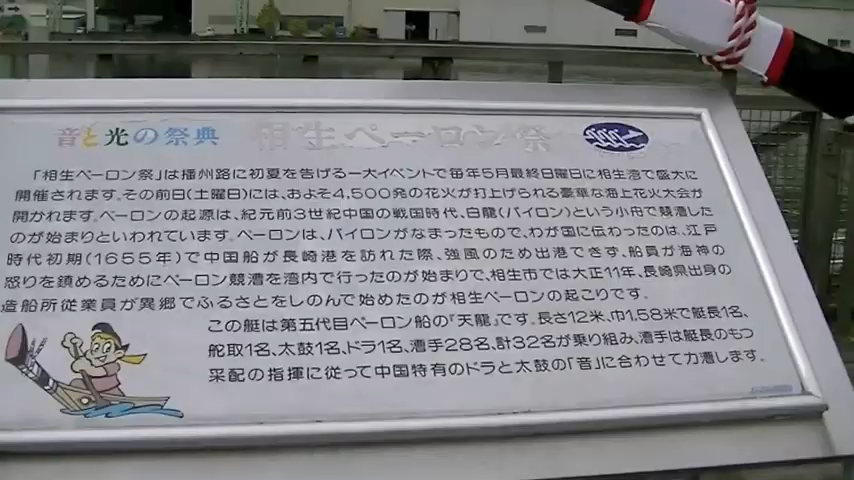 音と光の祭典 相生ペーロン祭
「相生ペーロン祭」は播州路に初夏を告げる一大イベントで毎年5月最終日曜日に相生湾で盛大に
開催されます。その前日(土曜日)には、およそ4,500発の花火が打上げられる豪華な海上花火大会が
開かれます。ペーロンの起源は、紀元前3世紀中国の戦国時代、白龍(パイロン)という小舟で競漕した
のが始まりといわれています。ペーロンは、パイロンがなまったもので、わが国に伝わったのは、江戸
時代初期(1655年)で中国船が長崎港を訪れた際、強風のため出港できず、船員が海神の
怒りを鎮めるためにペーロン競漕を湾内で行ったのが始まりで、相生市では大正11年、長崎県出身の
造船所従業員が異郷でふるさとをしのんで始めたのが相生ペーロンの起こりです。
この艇は第五代目ペーロン船の『天龍』です。長さ12米、巾1.58米で艇長1名、
舵取1名、太鼓1名、ドラ1名、漕手28名、計32名が乗り組み、漕手は艇長のもつ
采配の指揮に従って中国特有のドラと太鼓の「音」に合わせて力漕します。